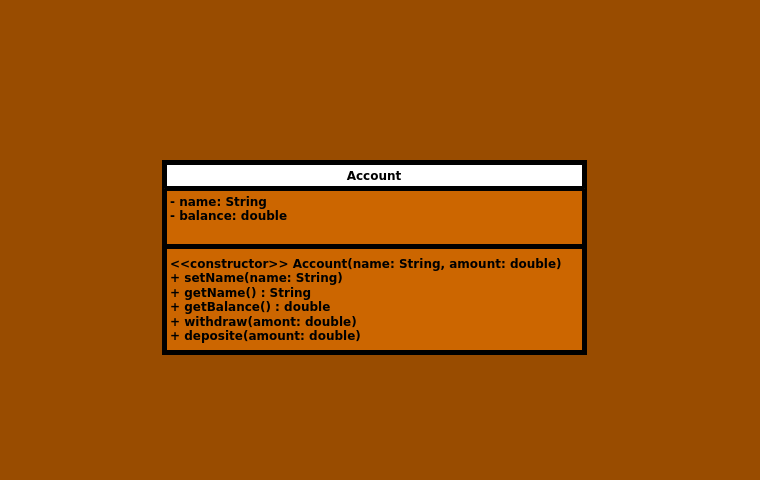 Account
- name: String
- balance: double
<<constructor>> Account(name: String, amount: double)
+ setName(name: String)
+ getName() : String
+ getBalance() : double
+ withdraw(amont: double)
+ deposite(amount: double)